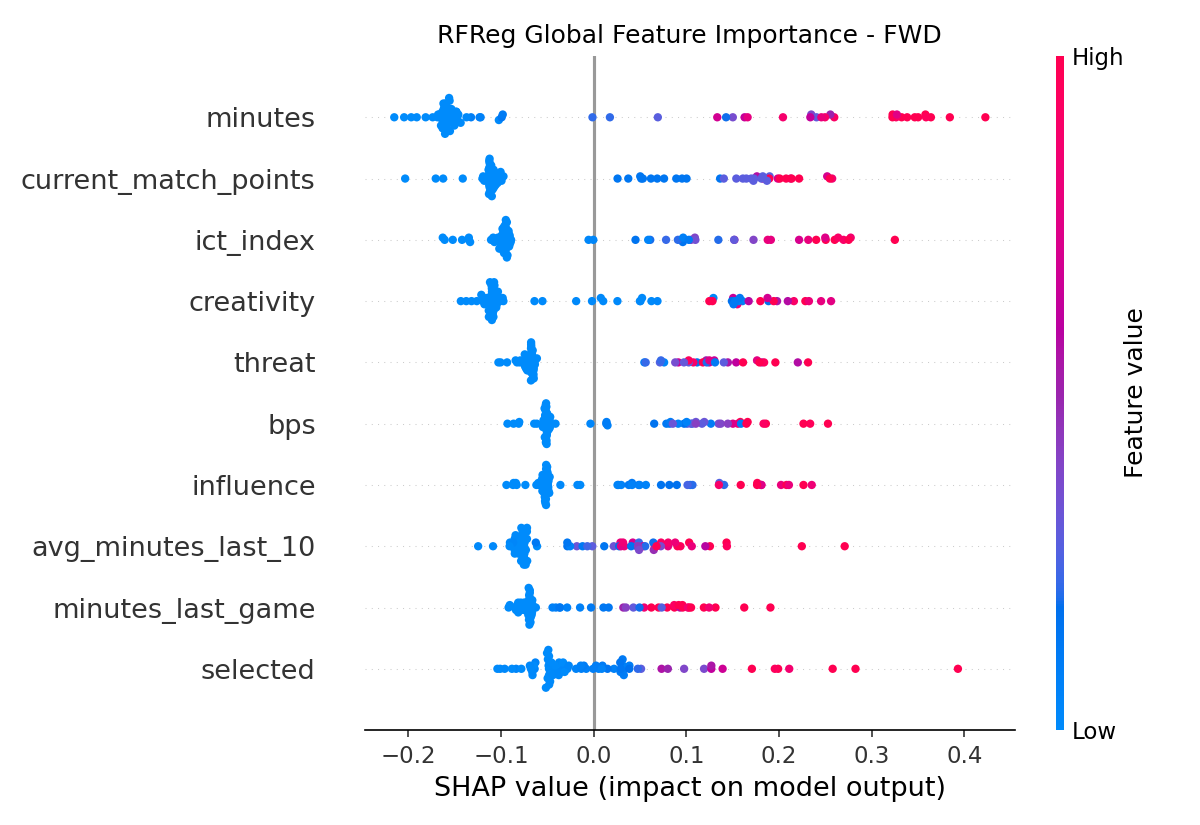 RFReg Global Feature Importance - FWD
High
minutes
current_match_points
ict_index
creativity
threat
bps
influence
avg_minutes_last_10
minutes_last_game
selected
Feature value
Low
−0.2 −0.1 0.0 0.1 0.2 0.3 0.4
SHAP value (impact on model output)